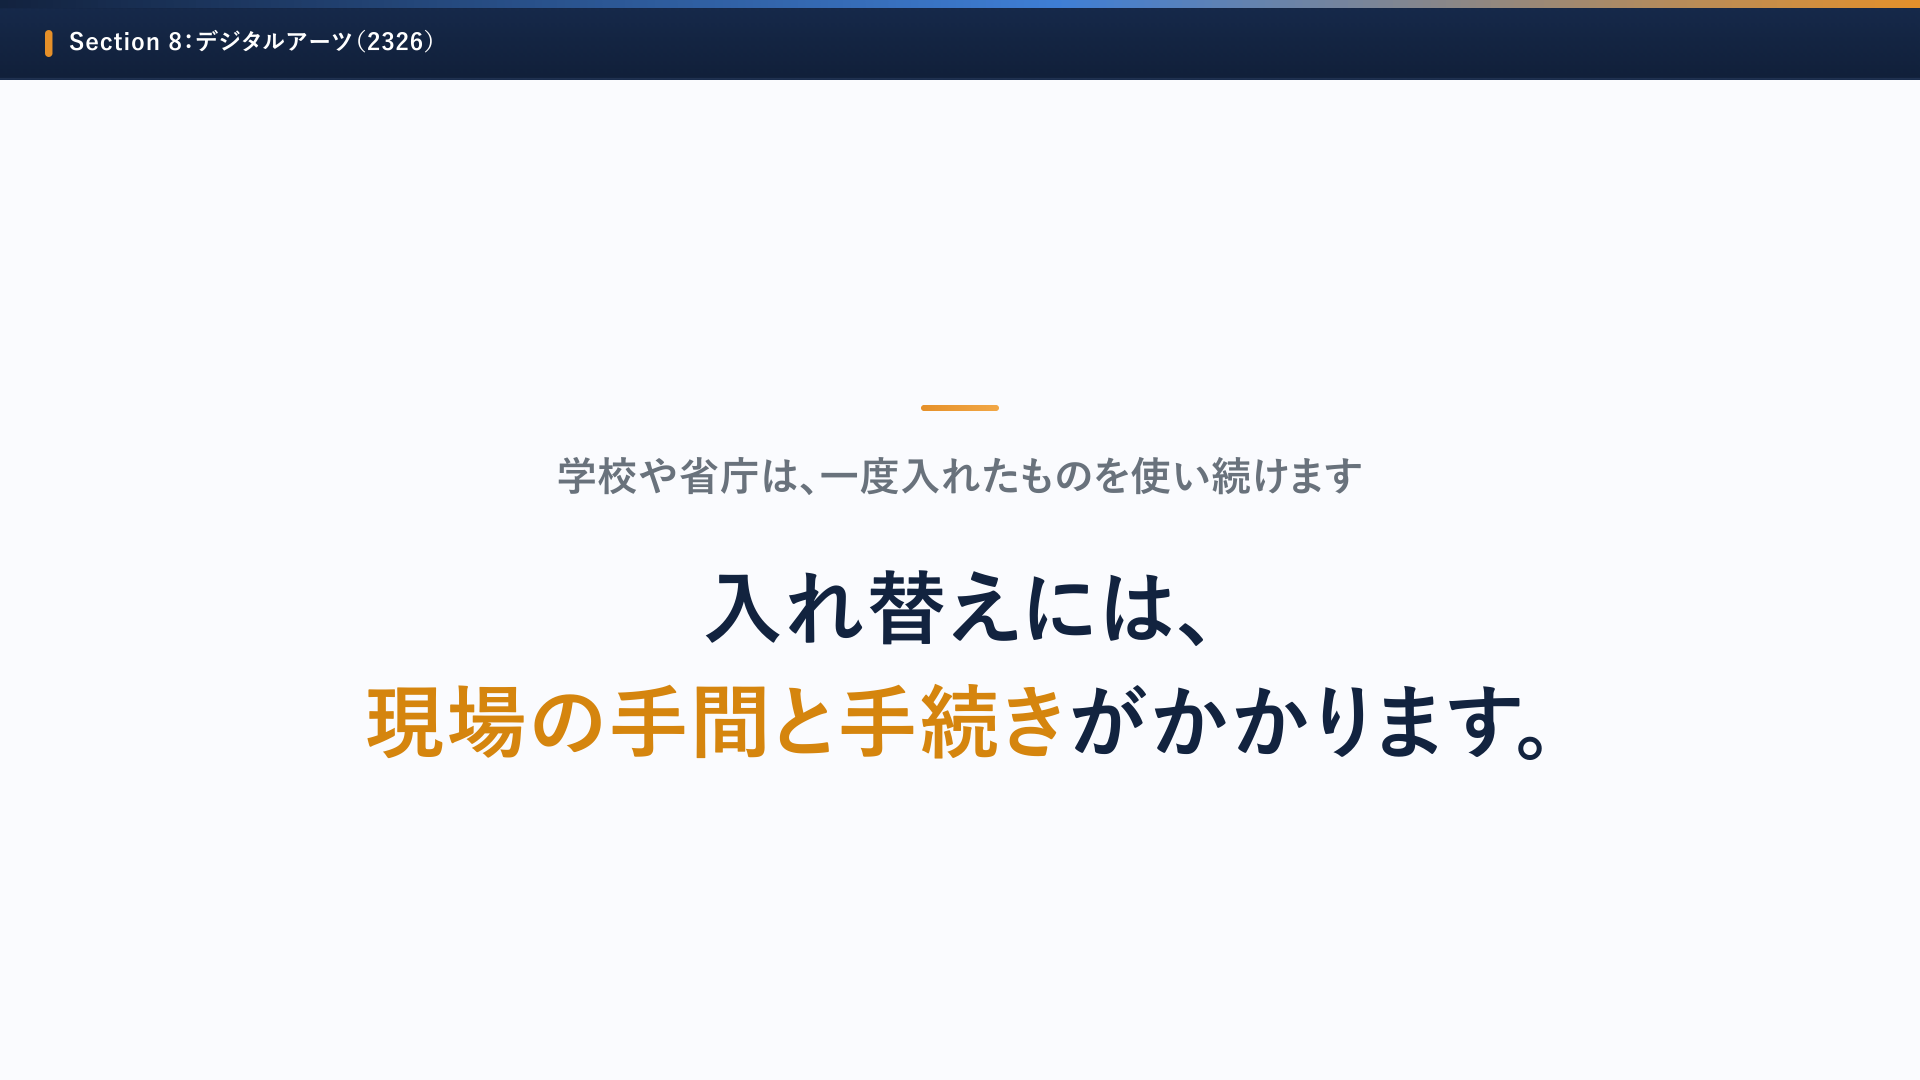 Section 8：デジタルアーツ（2326）
学校や省庁は、一度入れたものを使い続けます
入れ替えには、
現場の手間と手続きがかかります。